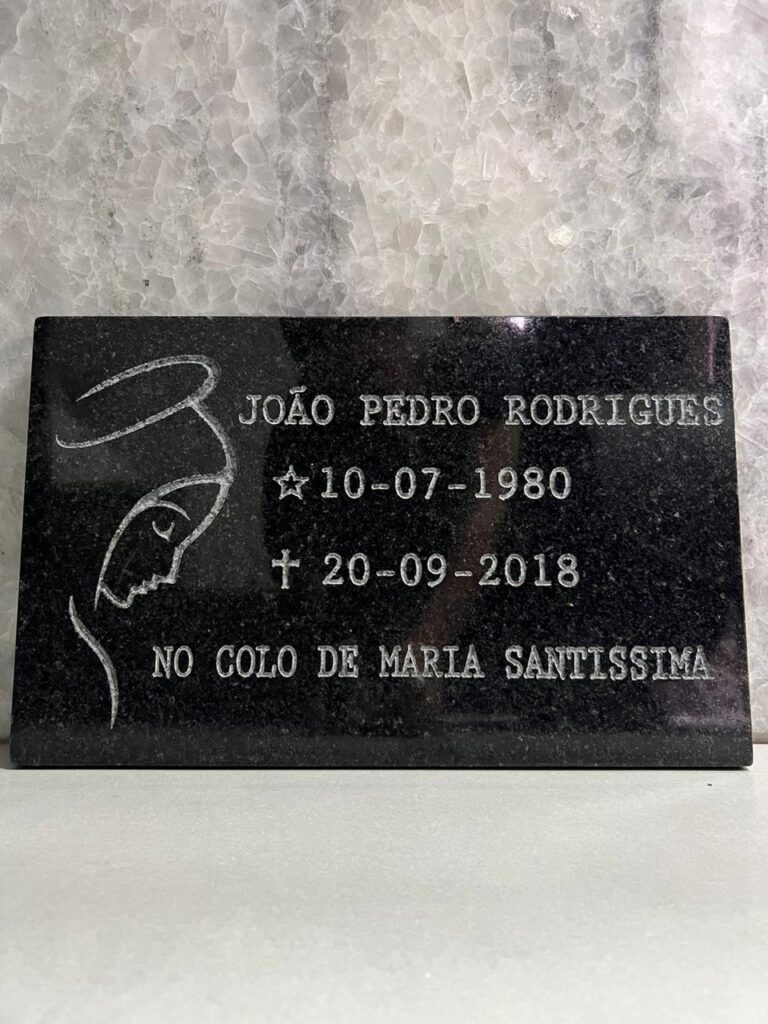 JOÃO PEDRO RODRIGUES
☆10-07-1980
✝ 20-09-2018
NO COLO DE MARIA SANTISSIMA